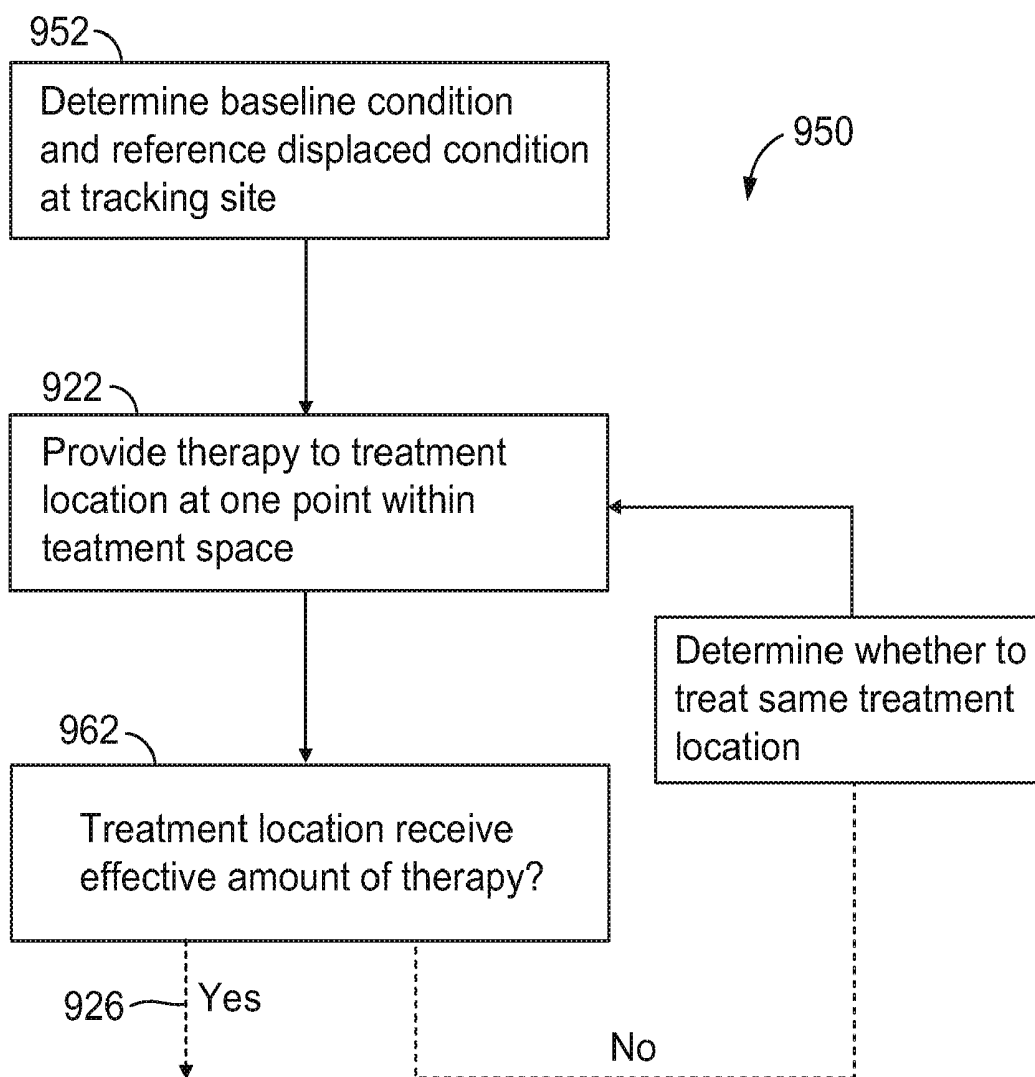 952
Determine baseline condition
and reference displaced condition
at tracking site
950
922
Provide therapy to treatment
location at one point within
teatment space
Determine whether to
treat same treatment
location
962
Treatment location receive
effective amount of therapy?
926
Yes
No